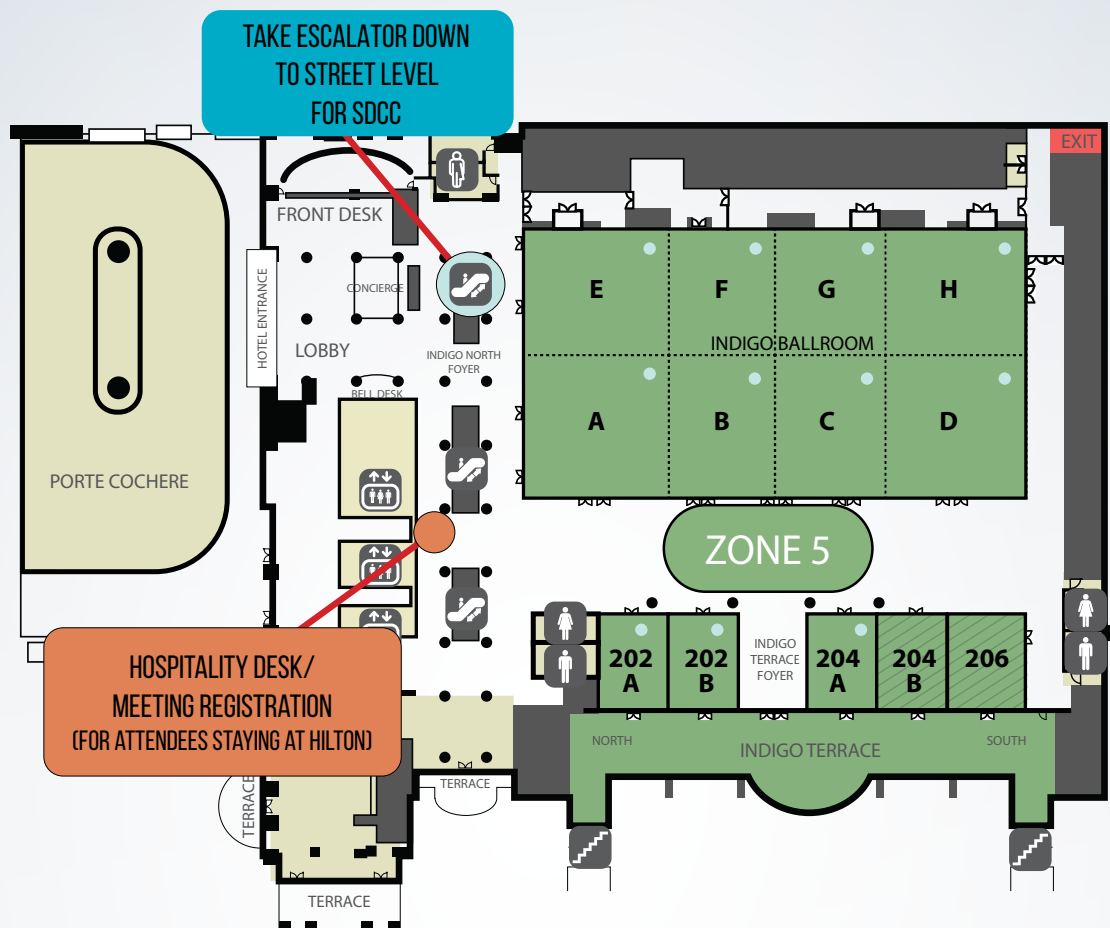 TAKE ESCALATOR DOWN
TO STREET LEVEL
FOR SDCC
EXIT
FRONT DESK
HOTEL ENTRANCE
CONCIERGE
LOBBY
INDIGO NORTH
FOYER
BELL DESK
PORTE COCHERE
E
F
G
H
INDIGO BALLROOM
A
B
C
D
ZONE 5
202
A
202
B
INDIGO
TERRACE
FOYER
204
A
204
B
206
HOSPITALITY DESK/
MEETING REGISTRATION
(FOR ATTENDEES STAYING AT HILTON)
NORTH
INDIGO TERRACE
SOUTH
TERRACE
TERRACE
TERRACE